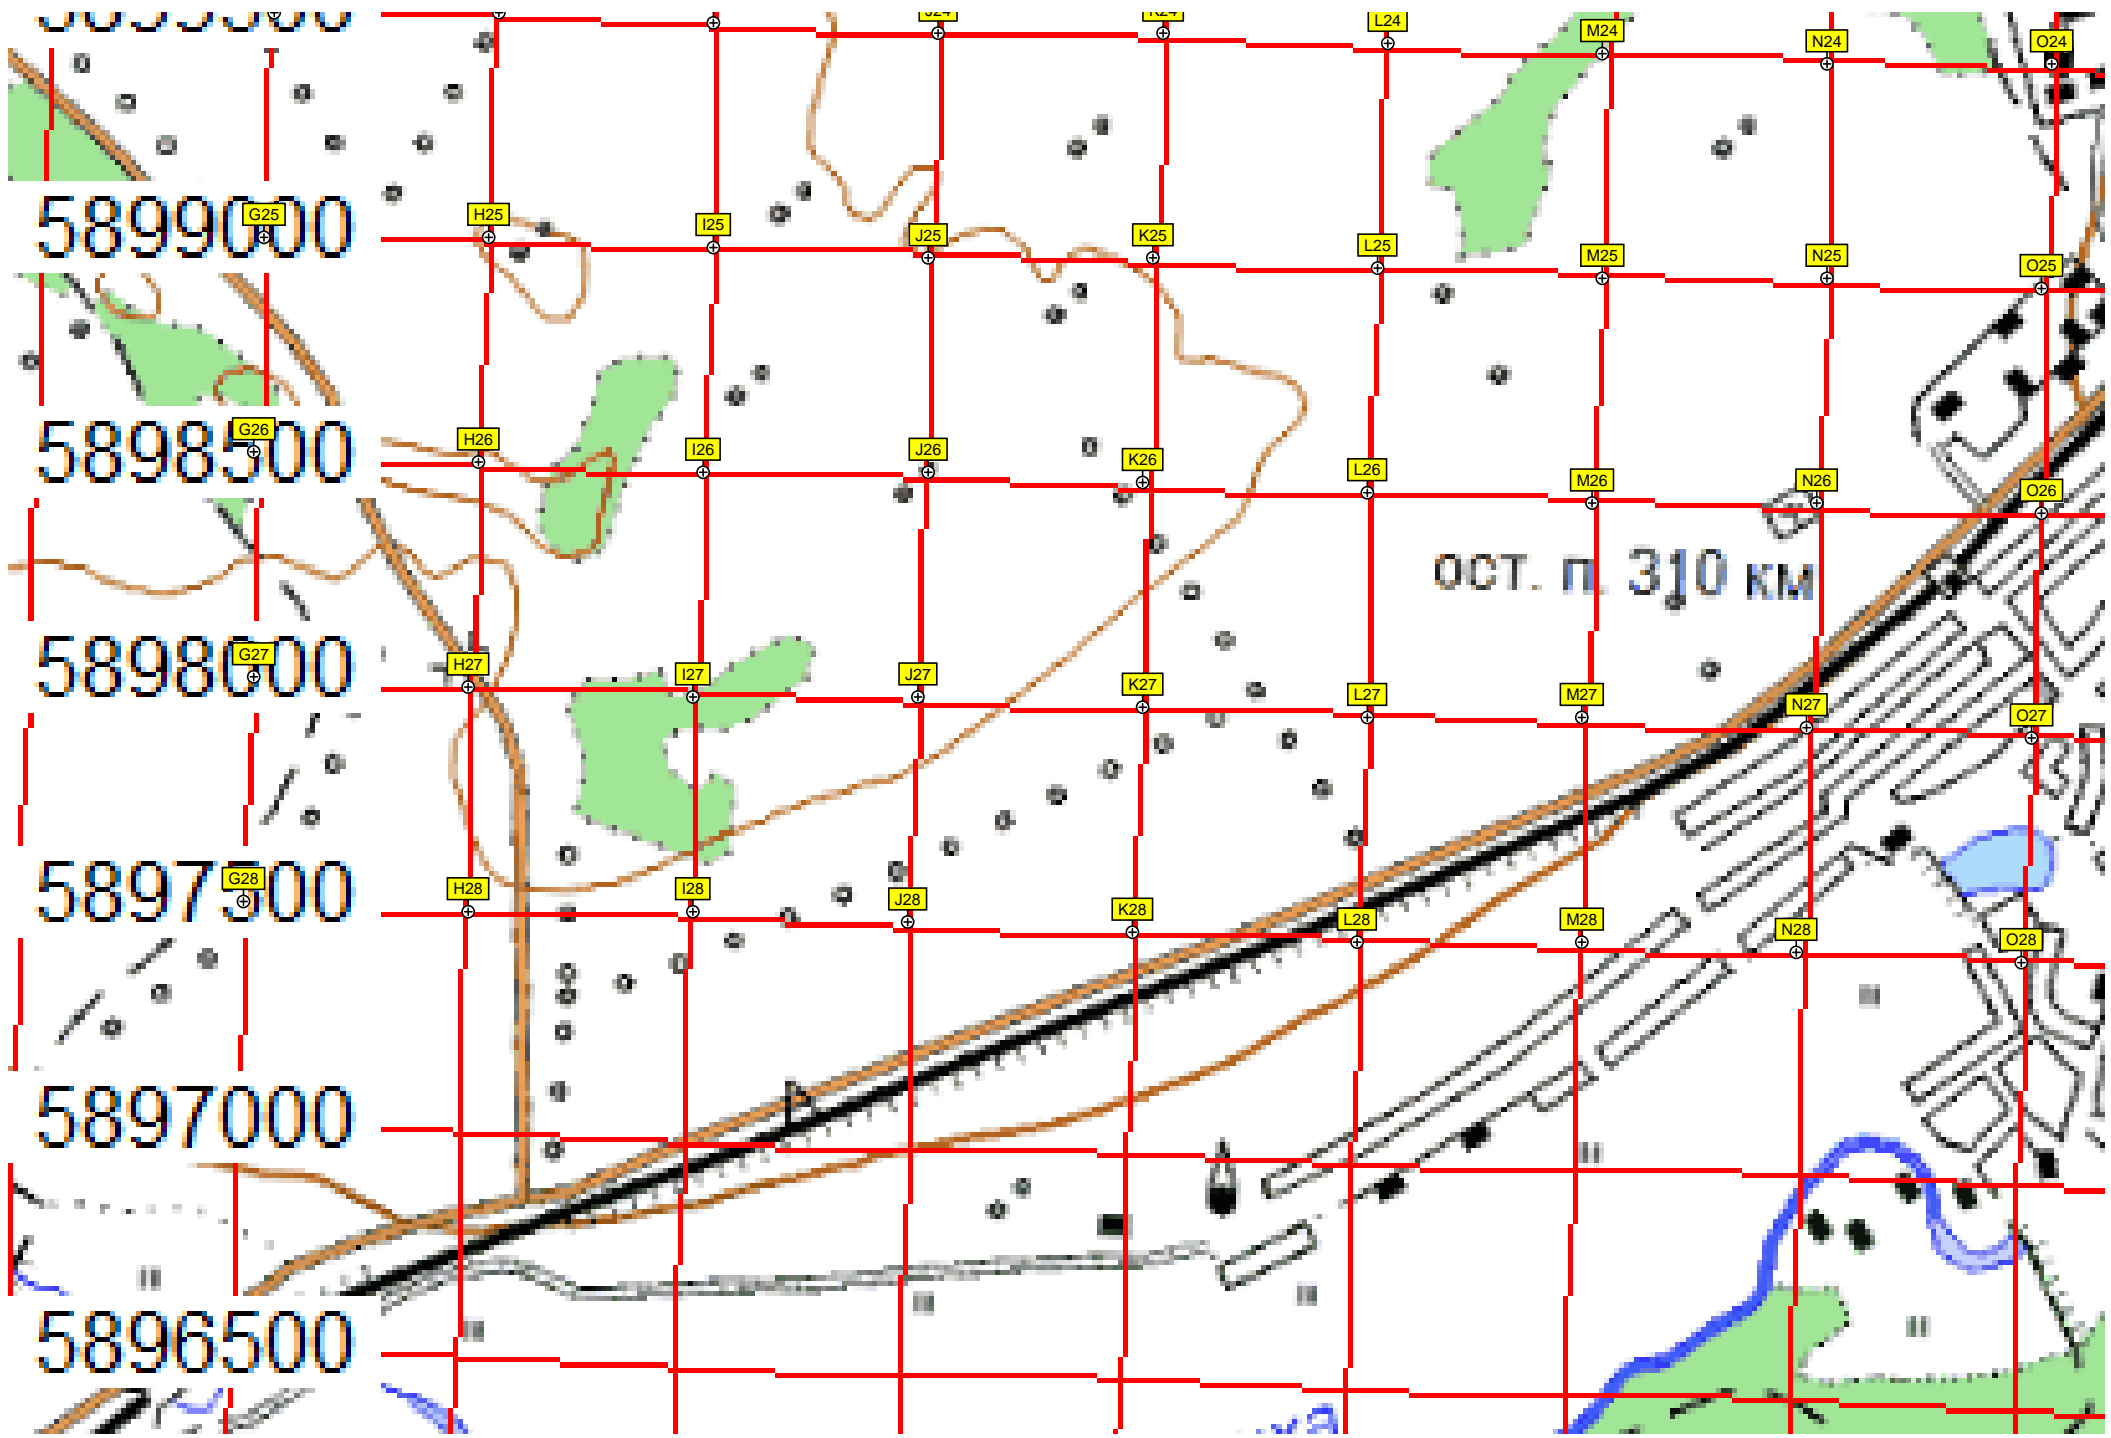 J24 K24 L24 M24 N24 O24
5899000
G25 H25 I25 J25 K25 L25 M25 N25 O25
5898500
G26 H26 I26 J26 K26 L26 M26 N26 O26
ост. п. 310 км
5898000
G27 H27 I27 J27 K27 L27 M27 N27 O27
5897500
G28 H28 I28 J28 K28 L28 M28 N28 O28
5897000
5896500